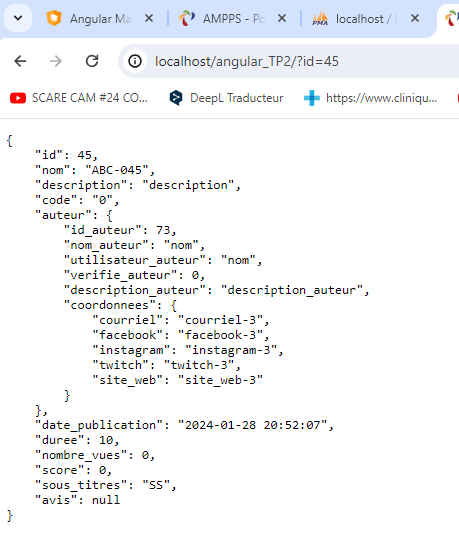 Angular Ma
AMPPS - Po
localhost /
localhost/angular_TP2/?id=45
SCARE CAM #24 CO...
DeepL Traducteur
https://www.cliniqu...
{
"id": 45,
"nom": "ABC-045",
"description": "description",
"code": "0",
"auteur": {
"id_auteur": 73,
"nom_auteur": "nom",
"utilisateur_auteur": "nom",
"verifie_auteur": 0,
"description_auteur": "description_auteur",
"coordonnees": {
"courriel": "courriel-3",
"facebook": "facebook-3",
"instagram": "instagram-3",
"twitch": "twitch-3",
"site_web": "site_web-3"
}
},
"date_publication": "2024-01-28 20:52:07",
"duree": 10,
"nombre_vues": 0,
"score": 0,
"sous_titres": "SS",
"avis": null
}